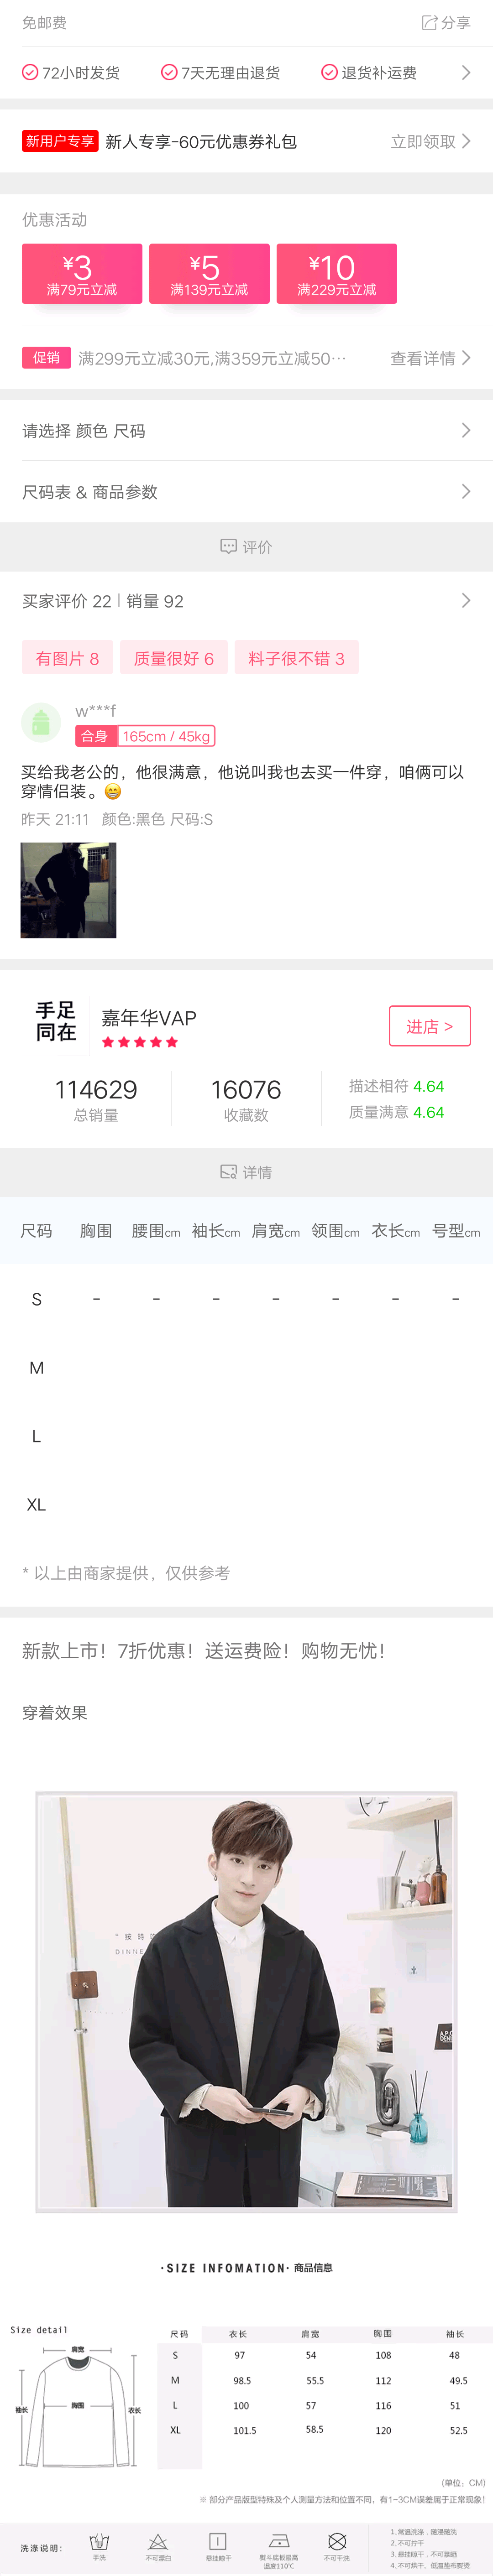 免邮费 分享
72小时发货 7天无理由退货 退货补运费
新用户专享 新人专享-60元优惠券礼包 立即领取
优惠活动
¥3 ¥5 ¥10
满79元立减 满139元立减 满229元立减
促销 满299元立减30元,满359元立减50… 查看详情
请选择 颜色 尺码
尺码表 & 商品参数
评价
买家评价 22 | 销量 92
有图片 8 质量很好 6 料子很不错 3
w***f
合身 165cm / 45kg
买给我老公的，他很满意，他说叫我也去买一件穿，咱俩可以
穿情侣装。😁
昨天 21:11 颜色:黑色 尺码:S
手足
同在
嘉年华VAP
进店 >
114629 16076 描述相符 4.64
总销量 收藏数 质量满意 4.64
详情
尺码 胸围 腰围cm 袖长cm 肩宽cm 领围cm 衣长cm 号型cm
S - - - - - - -
M
L
XL
* 以上由商家提供，仅供参考
新款上市！7折优惠！送运费险！购物无忧！
穿着效果
·SIZE INFOMATION· 商品信息
Size detail
肩宽
袖长
胸围
衣长
尺码 衣长 肩宽 胸围 袖长
S 97 54 108 48
M 98.5 55.5 112 49.5
L 100 57 116 51
XL 101.5 58.5 120 52.5
(单位：CM)
※ 部分产品版型特殊及个人测量方法和位置不同，有1-3CM误差属于正常现象！
洗涤说明：
手洗 不可漂白 悬挂晾干 熨斗底板最高 不可干洗
温度110℃
1. 常温洗涤，随浸随洗
2. 不可拧干
3. 悬挂晾干，不可暴晒
4. 不可烘干，低温垫布熨烫